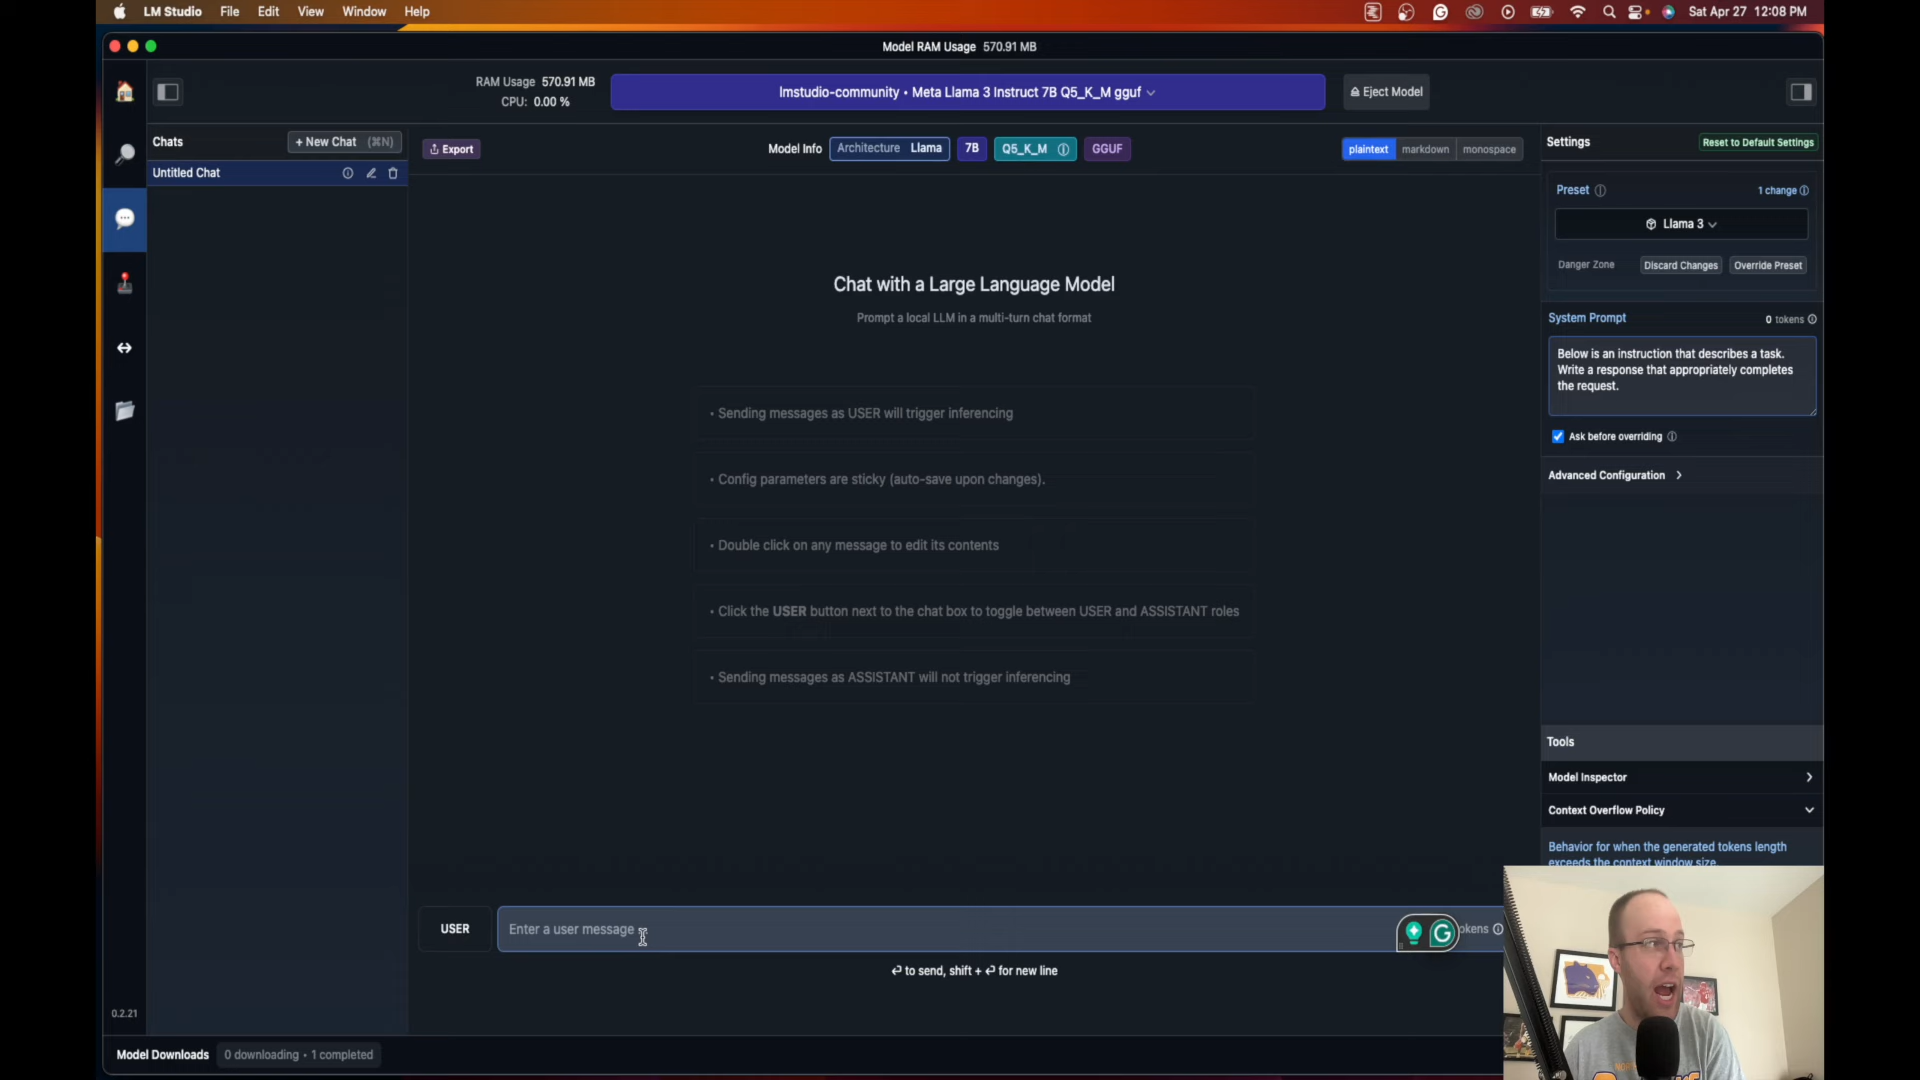 LM Studio File Edit View Window Help
Sat Apr 27 12:08 PM
Model RAM Usage 570.91 MB
RAM Usage 570.91 MB
CPU: 0.00 %
lmstudio-community • Meta Llama 3 Instruct 7B Q5_K_M gguf
Eject Model
Chats
+ New Chat (⌘N)
Export
Model Info
Architecture Llama
7B
Q5_K_M
GGUF
plaintext markdown monospace
Settings
Reset to Default Settings
Untitled Chat
Preset
1 change
Llama 3
Danger Zone
Discard Changes
Override Preset
Chat with a Large Language Model
Prompt a local LLM in a multi-turn chat format
• Sending messages as USER will trigger inferencing
• Config parameters are sticky (auto-save upon changes).
• Double click on any message to edit its contents
• Click the USER button next to the chat box to toggle between USER and ASSISTANT roles
• Sending messages as ASSISTANT will not trigger inferencing
System Prompt
0 tokens
Below is an instruction that describes a task.
Write a response that appropriately completes
the request.
Ask before overriding
Advanced Configuration
Tools
Model Inspector
Context Overflow Policy
Behavior for when the generated tokens length
exceeds the context window size.
USER
Enter a user message
okens
⏎ to send, shift + ⏎ for new line
0.2.21
Model Downloads
0 downloading • 1 completed